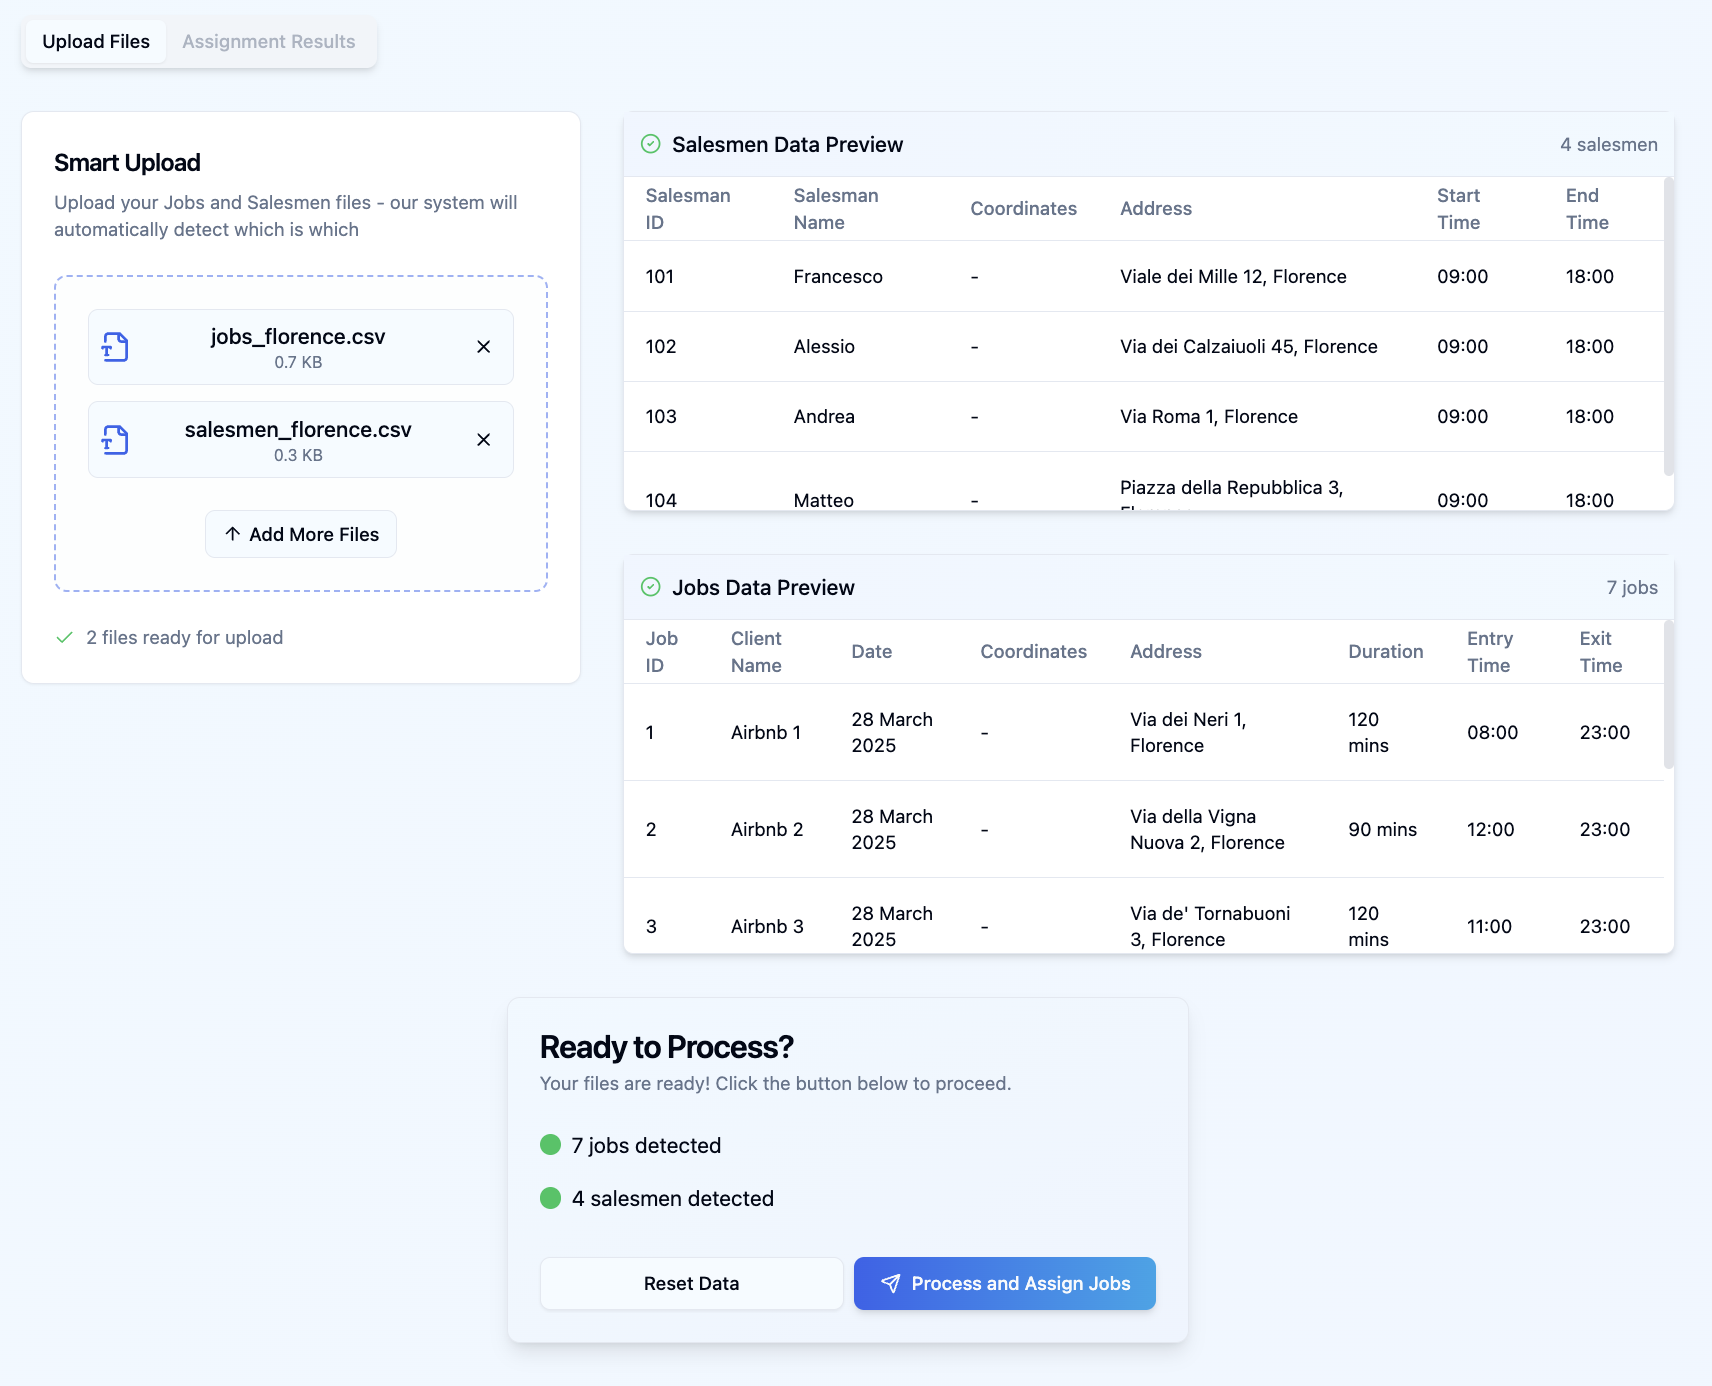 Upload Files
Assignment Results
Smart Upload
Upload your Jobs and Salesmen files - our system will
automatically detect which is which
jobs_florence.csv
0.7 KB
salesmen_florence.csv
0.3 KB
Add More Files
2 files ready for upload
Salesmen Data Preview
4 salesmen
Salesman ID Salesman Name Coordinates Address Start Time End Time
101 Francesco - Viale dei Mille 12, Florence 09:00 18:00
102 Alessio - Via dei Calzaiuoli 45, Florence 09:00 18:00
103 Andrea - Via Roma 1, Florence 09:00 18:00
104 Matteo - Piazza della Repubblica 3, 09:00 18:00
Jobs Data Preview
7 jobs
Job ID Client Name Date Coordinates Address Duration Entry Time Exit Time
1 Airbnb 1 28 March 2025 - Via dei Neri 1, Florence 120 mins 08:00 23:00
2 Airbnb 2 28 March 2025 - Via della Vigna Nuova 2, Florence 90 mins 12:00 23:00
3 Airbnb 3 28 March 2025 - Via de' Tornabuoni 3, Florence 120 mins 11:00 23:00
Ready to Process?
Your files are ready! Click the button below to proceed.
7 jobs detected
4 salesmen detected
Reset Data
Process and Assign Jobs